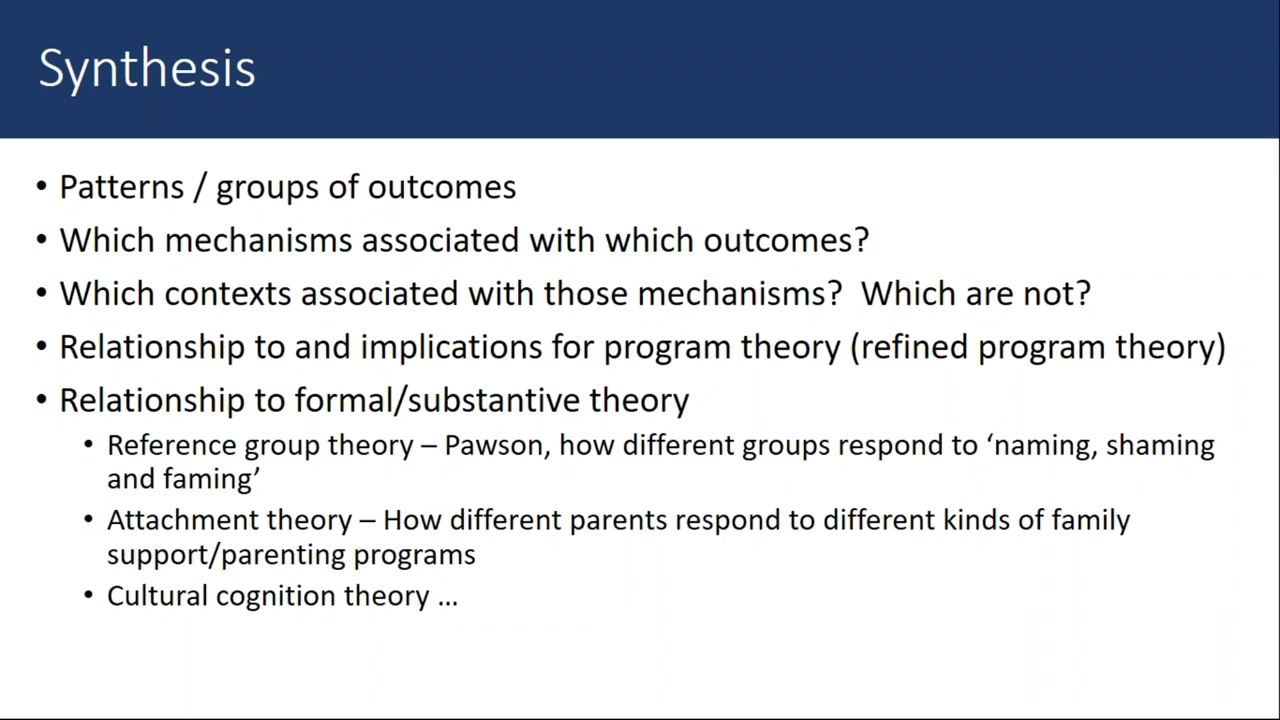 Synthesis
• Patterns / groups of outcomes
• Which mechanisms associated with which outcomes?
• Which contexts associated with those mechanisms?  Which are not?
• Relationship to and implications for program theory (refined program theory)
• Relationship to formal/substantive theory
• Reference group theory – Pawson, how different groups respond to ‘naming, shaming
and faming’
• Attachment theory – How different parents respond to different kinds of family
support/parenting programs
• Cultural cognition theory …